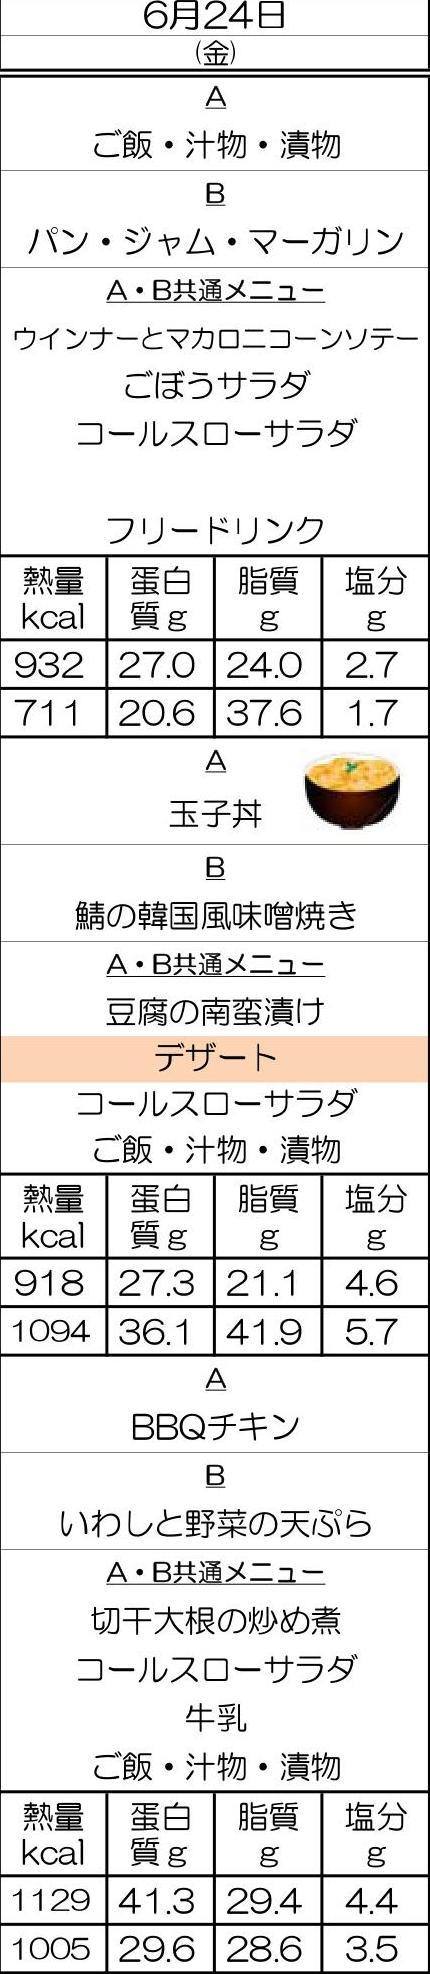 6月24日
(金)
A
ご飯・汁物・漬物
B
パン・ジャム・マーガリン
A・B共通メニュー
ウインナーとマカロニコーンソテー
ごぼうサラダ
コールスローサラダ
フリードリンク
熱量 蛋白 脂質 塩分
kcal 質g g g
932 27.0 24.0 2.7
711 20.6 37.6 1.7
A
玉子丼
B
鯖の韓国風味噌焼き
A・B共通メニュー
豆腐の南蛮漬け
デザート
コールスローサラダ
ご飯・汁物・漬物
熱量 蛋白 脂質 塩分
kcal 質g g g
918 27.3 21.1 4.6
1094 36.1 41.9 5.7
A
BBQチキン
B
いわしと野菜の天ぷら
A・B共通メニュー
切干大根の炒め煮
コールスローサラダ
牛乳
ご飯・汁物・漬物
熱量 蛋白 脂質 塩分
kcal 質g g g
1129 41.3 29.4 4.4
1005 29.6 28.6 3.5